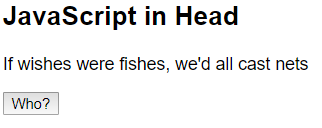 JavaScript in Head
If wishes were fishes, we'd all cast nets
Who?